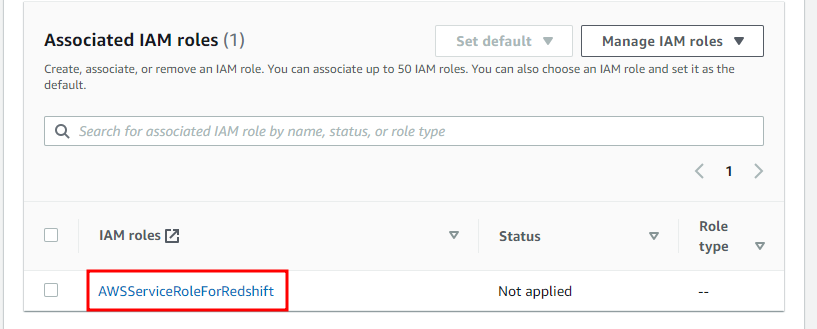 Associated IAM roles (1)
Set default
Manage IAM roles
Create, associate, or remove an IAM role. You can associate up to 50 IAM roles. You can also choose an IAM role and set it as the
default.
Search for associated IAM role by name, status, or role type
1
IAM roles
Status
Role
type
AWSServiceRoleForRedshift
Not applied
--